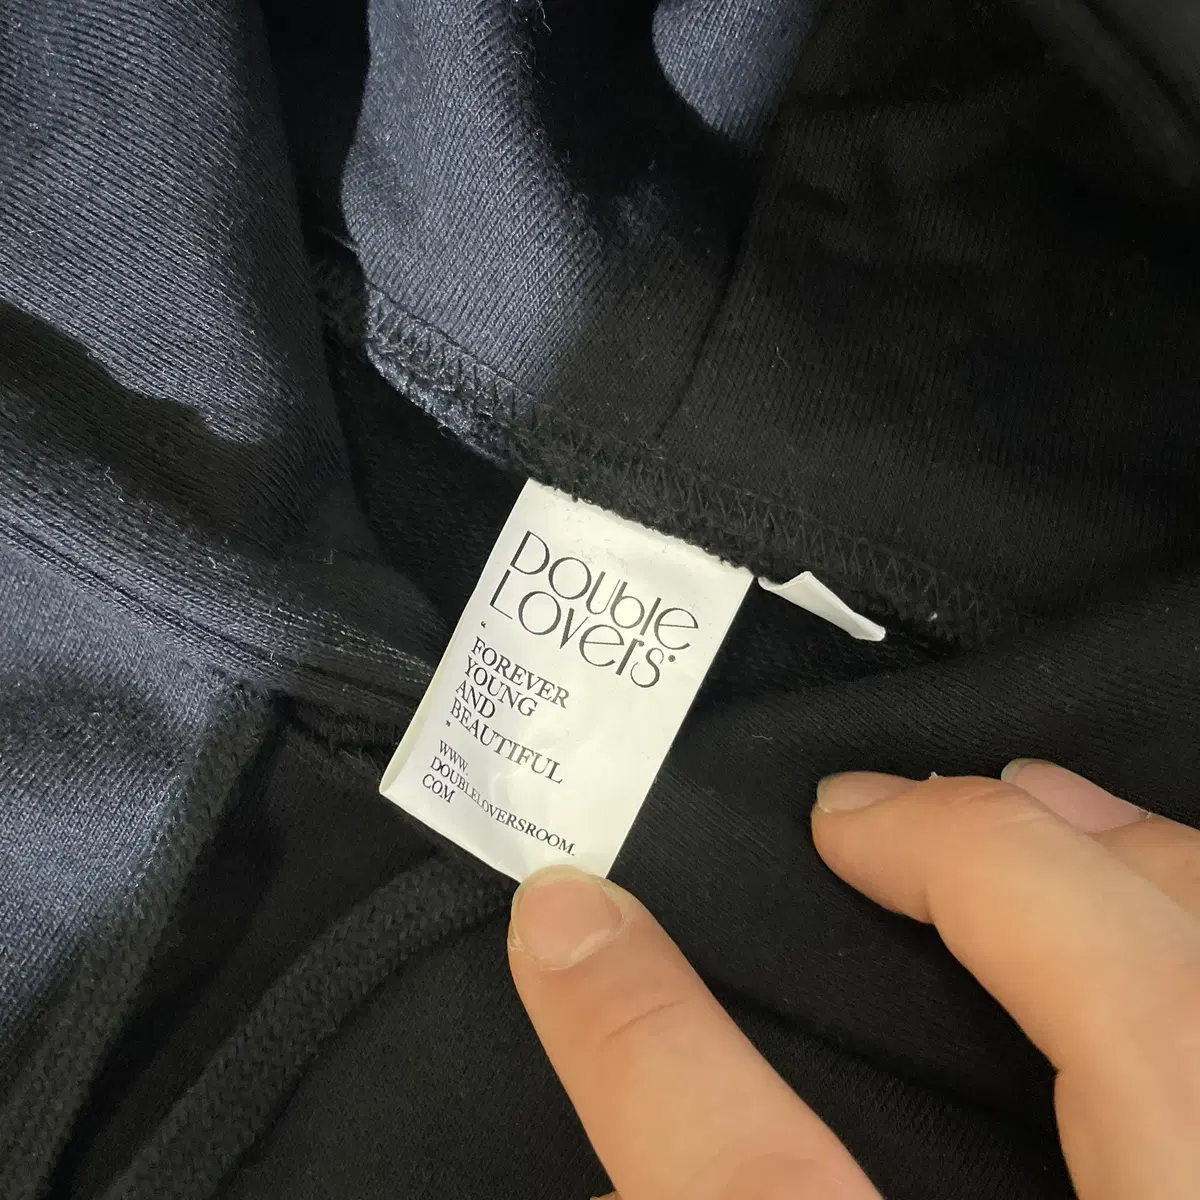 DOUBLE
LOVERS®
“
FOREVER
YOUNG
AND
BEAUTIFUL
”
WWW.
DOUBLELOVERSROOM.
COM